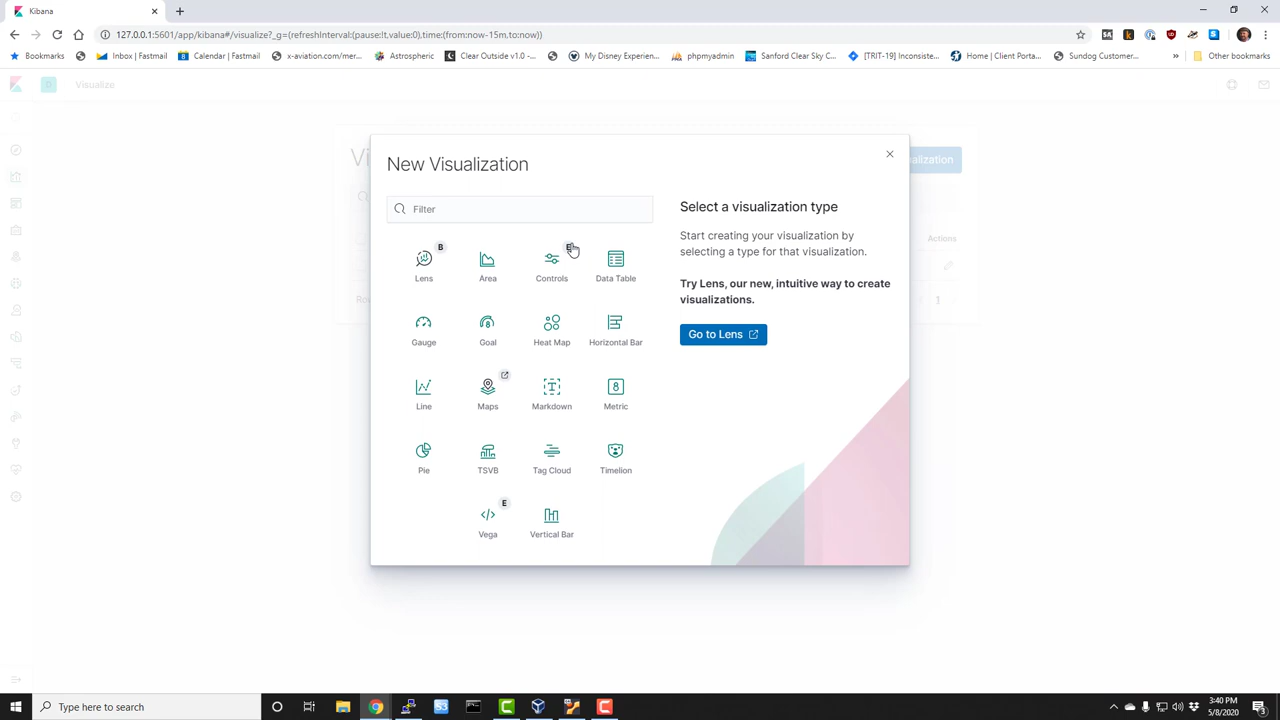 Kibana
127.0.0.1:5601/app/kibana#/visualize?_g=(refreshInterval:(pause:!t,value:0),time:(from:now-15m,to:now))
Bookmarks
Inbox | Fastmail
Calendar | Fastmail
x-aviation.com/mer...
Astrospheric
Clear Outside v1.0 -...
My Disney Experien...
phpmyadmin
Sanford Clear Sky C...
[TRIT-19] Inconsiste...
Home | Client Porta...
Sundog Customer...
»
Other bookmarks
D
Visualize
New Visualization
alization
Filter
Actions
B
Lens
Area
Controls
Data Table
Gauge
Goal
Heat Map
Horizontal Bar
Line
Maps
Markdown
Metric
Pie
TSVB
Tag Cloud
Timelion
E
Vega
Vertical Bar
Select a visualization type
Start creating your visualization by
selecting a type for that visualization.
Try Lens, our new, intuitive way to create
visualizations.
Go to Lens
1
Type here to search
3:40 PM
5/8/2020